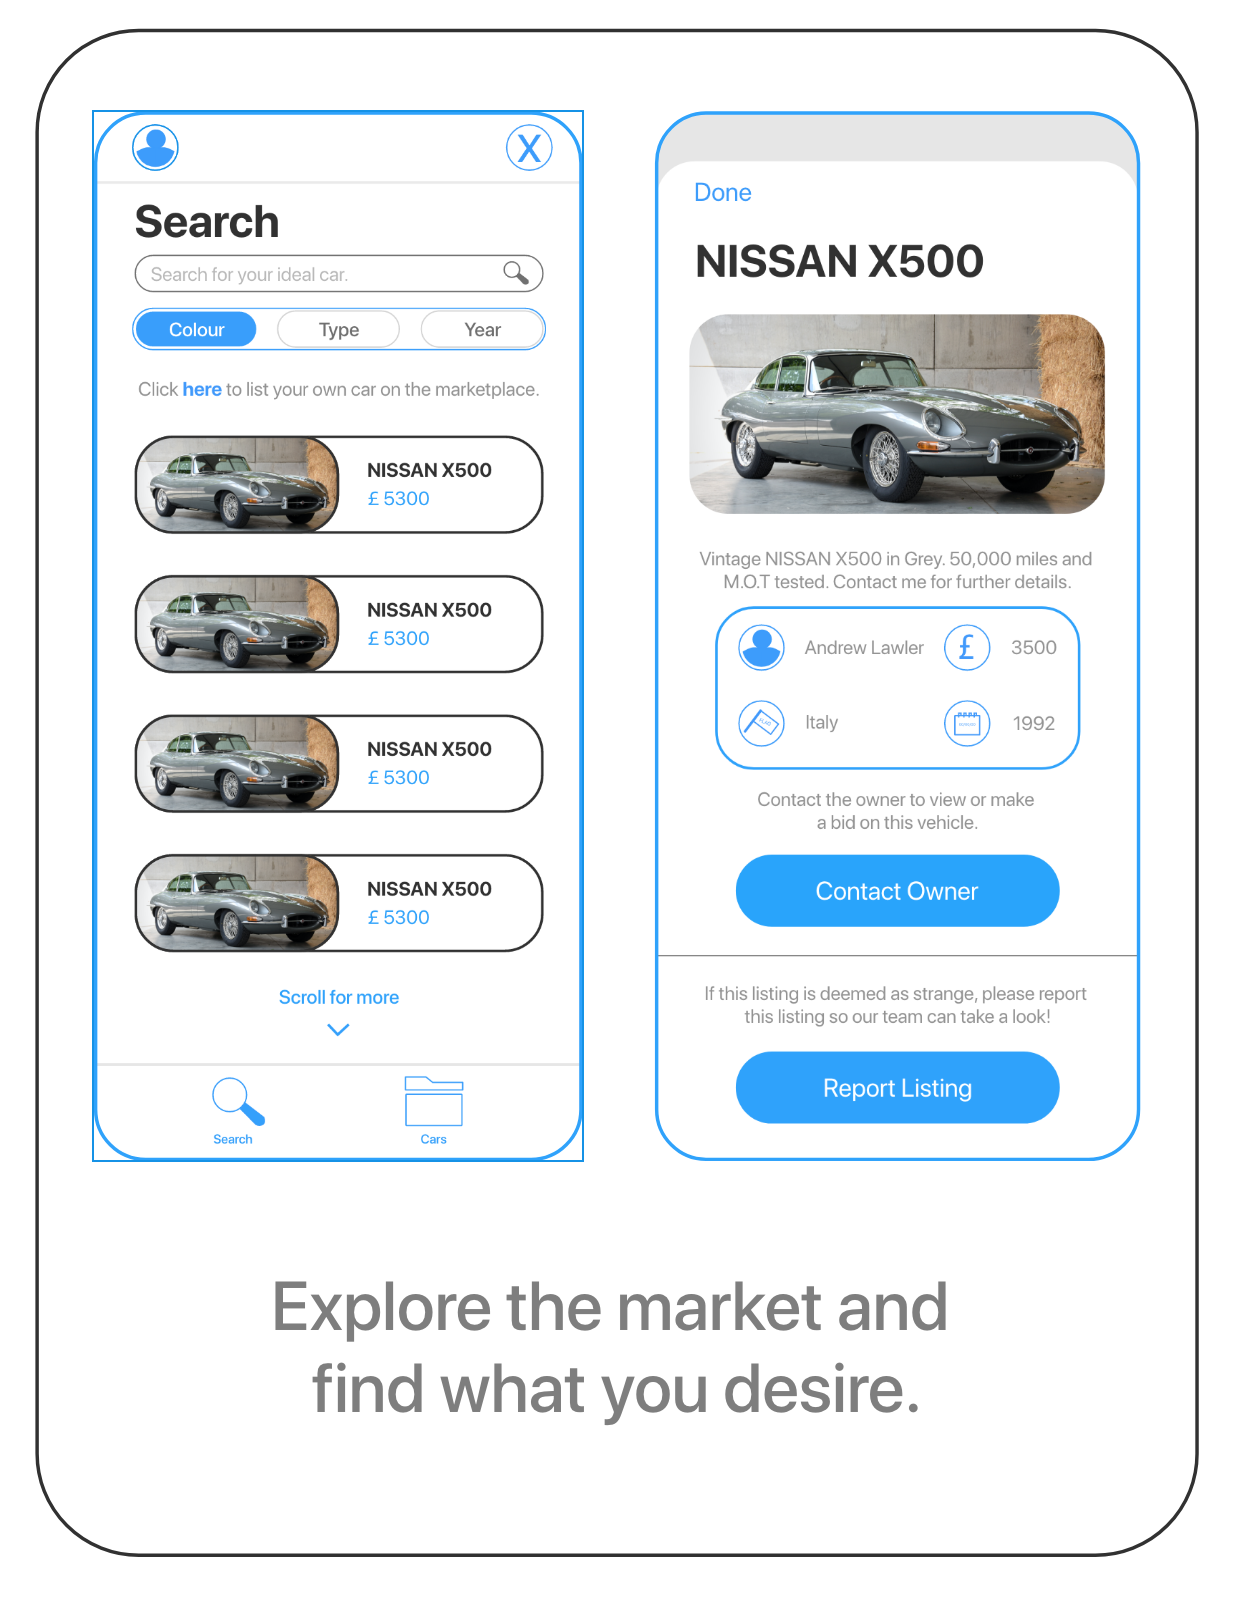 X
Search
Search for your ideal car.
Colour
Type
Year
Click here to list your own car on the marketplace.
NISSAN X500
£ 5300
NISSAN X500
£ 5300
NISSAN X500
£ 5300
NISSAN X500
£ 5300
Scroll for more
Search
Cars
Done
NISSAN X500
Vintage NISSAN X500 in Grey. 50,000 miles and
M.O.T tested. Contact me for further details.
Andrew Lawler
£
3500
FLAG
Italy
1992
Contact the owner to view or make
a bid on this vehicle.
Contact Owner
If this listing is deemed as strange, please report
this listing so our team can take a look!
Report Listing
Explore the market and
find what you desire.